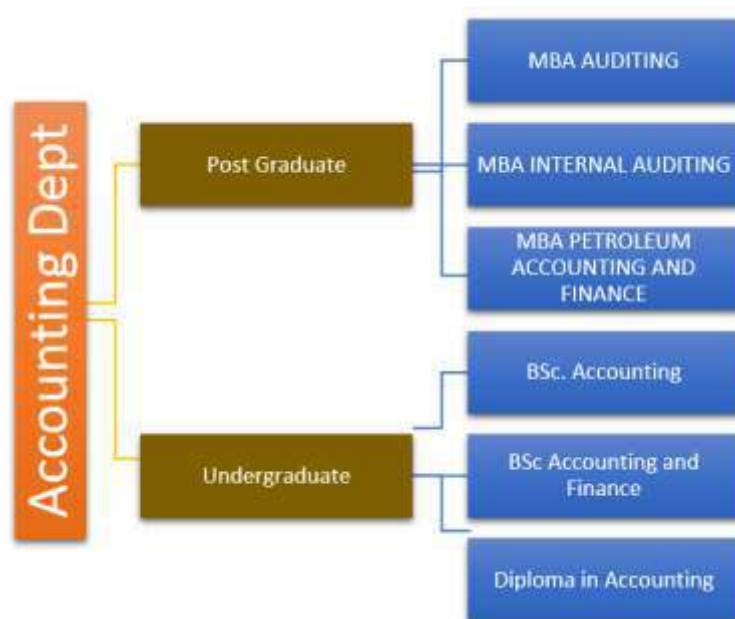 Accounting Dept
Post Graduate
MBA AUDITING
MBA INTERNAL AUDITING
MBA PETROLEUM
ACCOUNTING AND
FINANCE
Undergraduate
BSc. Accounting
BSc Accounting and
Finance
Diploma in Accounting